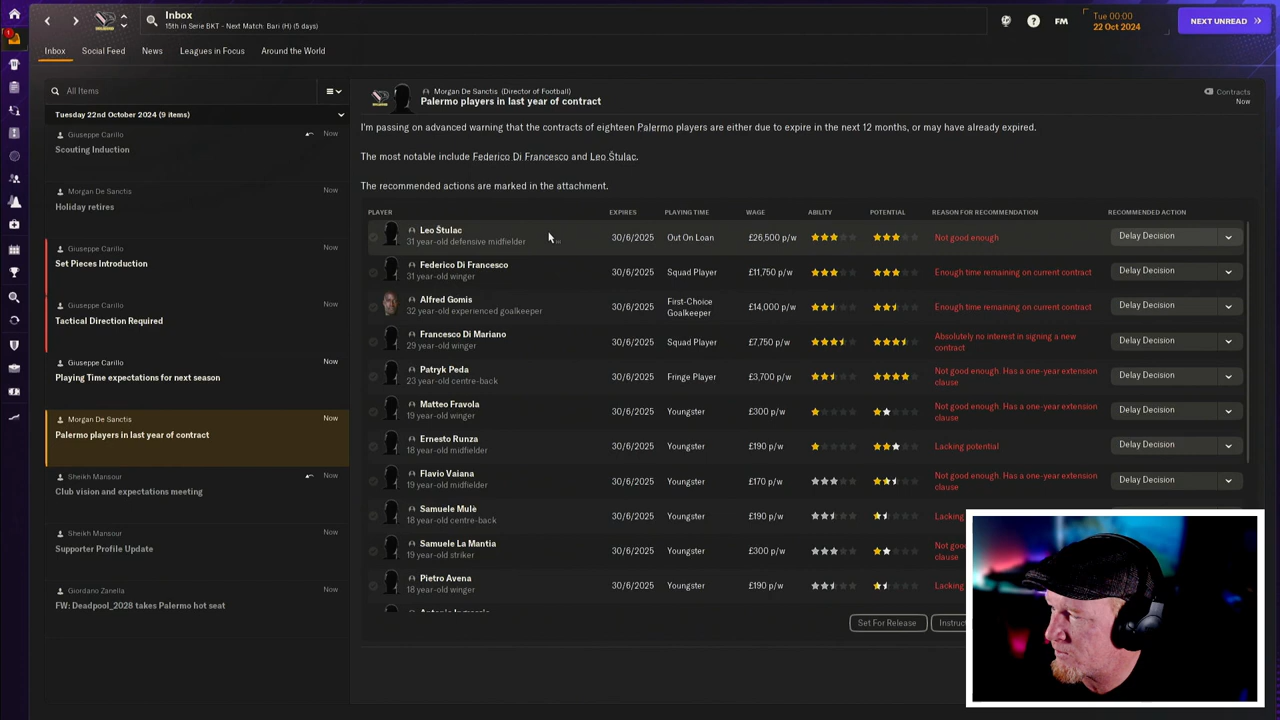 Inbox
15th in Serie BKT - Next Match: Bari (H) (5 days)
FM
Tue 00:00
22 Oct 2024
NEXT UNREAD
Inbox
Social Feed
News
Leagues in Focus
Around the World
All Items
Tuesday 22nd October 2024 (9 items)
Giuseppe Carillo
Now
Scouting Induction
Morgan De Sanctis
Now
Holiday retires
Giuseppe Carillo
Now
Set Pieces Introduction
Giuseppe Carillo
Now
Tactical Direction Required
Giuseppe Carillo
Now
Playing Time expectations for next season
Morgan De Sanctis
Now
Palermo players in last year of contract
Sheikh Mansour
Now
Club vision and expectations meeting
Sheikh Mansour
Now
Supporter Profile Update
Giordano Zanella
Now
FW: Deadpool_2028 takes Palermo hot seat
Morgan De Sanctis (Director of Football)
Palermo players in last year of contract
Contracts
Now
I'm passing on advanced warning that the contracts of eighteen Palermo players are either due to expire in the next 12 months, or may have already expired.
The most notable include Federico Di Francesco and Leo Štulac.
The recommended actions are marked in the attachment.
PLAYER EXPIRES PLAYING TIME WAGE ABILITY POTENTIAL REASON FOR RECOMMENDATION RECOMMENDED ACTION
Leo Štulac
31 year-old defensive midfielder
30/6/2025 Out On Loan £26,500 p/w Not good enough Delay Decision
Federico Di Francesco
31 year-old winger
30/6/2025 Squad Player £11,750 p/w Enough time remaining on current contract Delay Decision
Alfred Gomis
32 year-old experienced goalkeeper
30/6/2025 First-Choice
Goalkeeper
£14,000 p/w Enough time remaining on current contract Delay Decision
Francesco Di Mariano
29 year-old winger
30/6/2025 Squad Player £7,750 p/w Absolutely no interest in signing a new
contract
Delay Decision
Patryk Peda
23 year-old centre-back
30/6/2025 Fringe Player £3,700 p/w Not good enough. Has a one-year extension
clause
Delay Decision
Matteo Fravola
19 year-old winger
30/6/2025 Youngster £300 p/w Not good enough. Has a one-year extension
clause
Delay Decision
Ernesto Runza
18 year-old midfielder
30/6/2025 Youngster £190 p/w Lacking potential Delay Decision
Flavio Vaiana
19 year-old midfielder
30/6/2025 Youngster £170 p/w Not good enough. Has a one-year extension
clause
Delay Decision
Samuele Mulè
18 year-old centre-back
30/6/2025 Youngster £190 p/w Lacking
Samuele La Mantia
19 year-old striker
30/6/2025 Youngster £300 p/w Not
clause
Pietro Avena
18 year-old winger
30/6/2025 Youngster £190 p/w Lacking
Set For Release